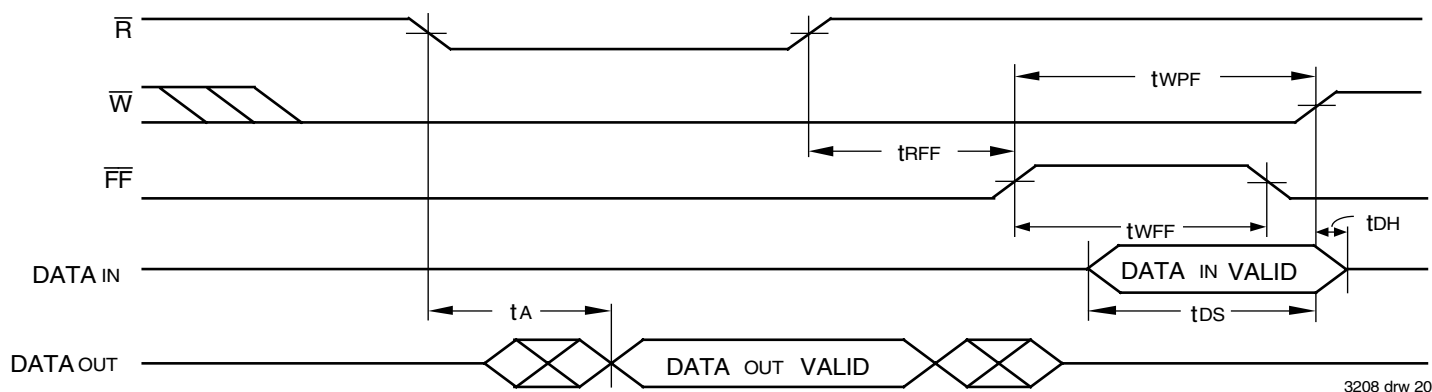 R̅
tWPF
W̅
tRFF
F̅F̅
tWFF
tDH
DATA IN
DATA IN VALID
tA
tDS
DATA OUT
DATA OUT VALID
3208 drw 20